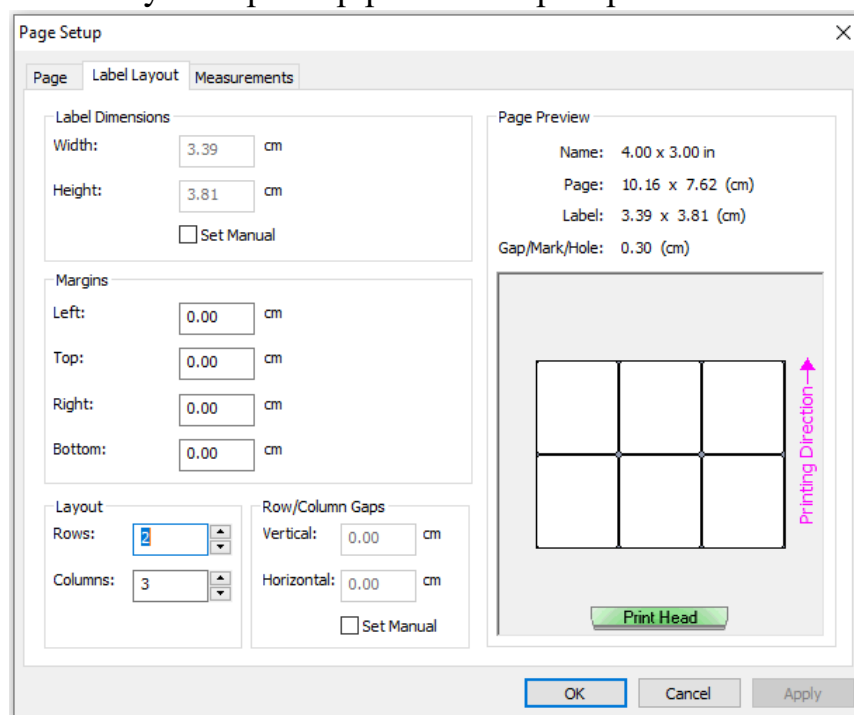 Page Setup
Page Label Layout Measurements
Label Dimensions
Width: 3.39 cm
Height: 3.81 cm
Set Manual
Margins
Left: 0.00 cm
Top: 0.00 cm
Right: 0.00 cm
Bottom: 0.00 cm
Layout
Rows: 2
Columns: 3
Row/Column Gaps
Vertical: 0.00 cm
Horizontal: 0.00 cm
Set Manual
Page Preview
Name: 4.00 x 3.00 in
Page: 10.16 x 7.62 (cm)
Label: 3.39 x 3.81 (cm)
Gap/Mark/Hole: 0.30 (cm)
Printing Direction
Print Head
OK Cancel Apply